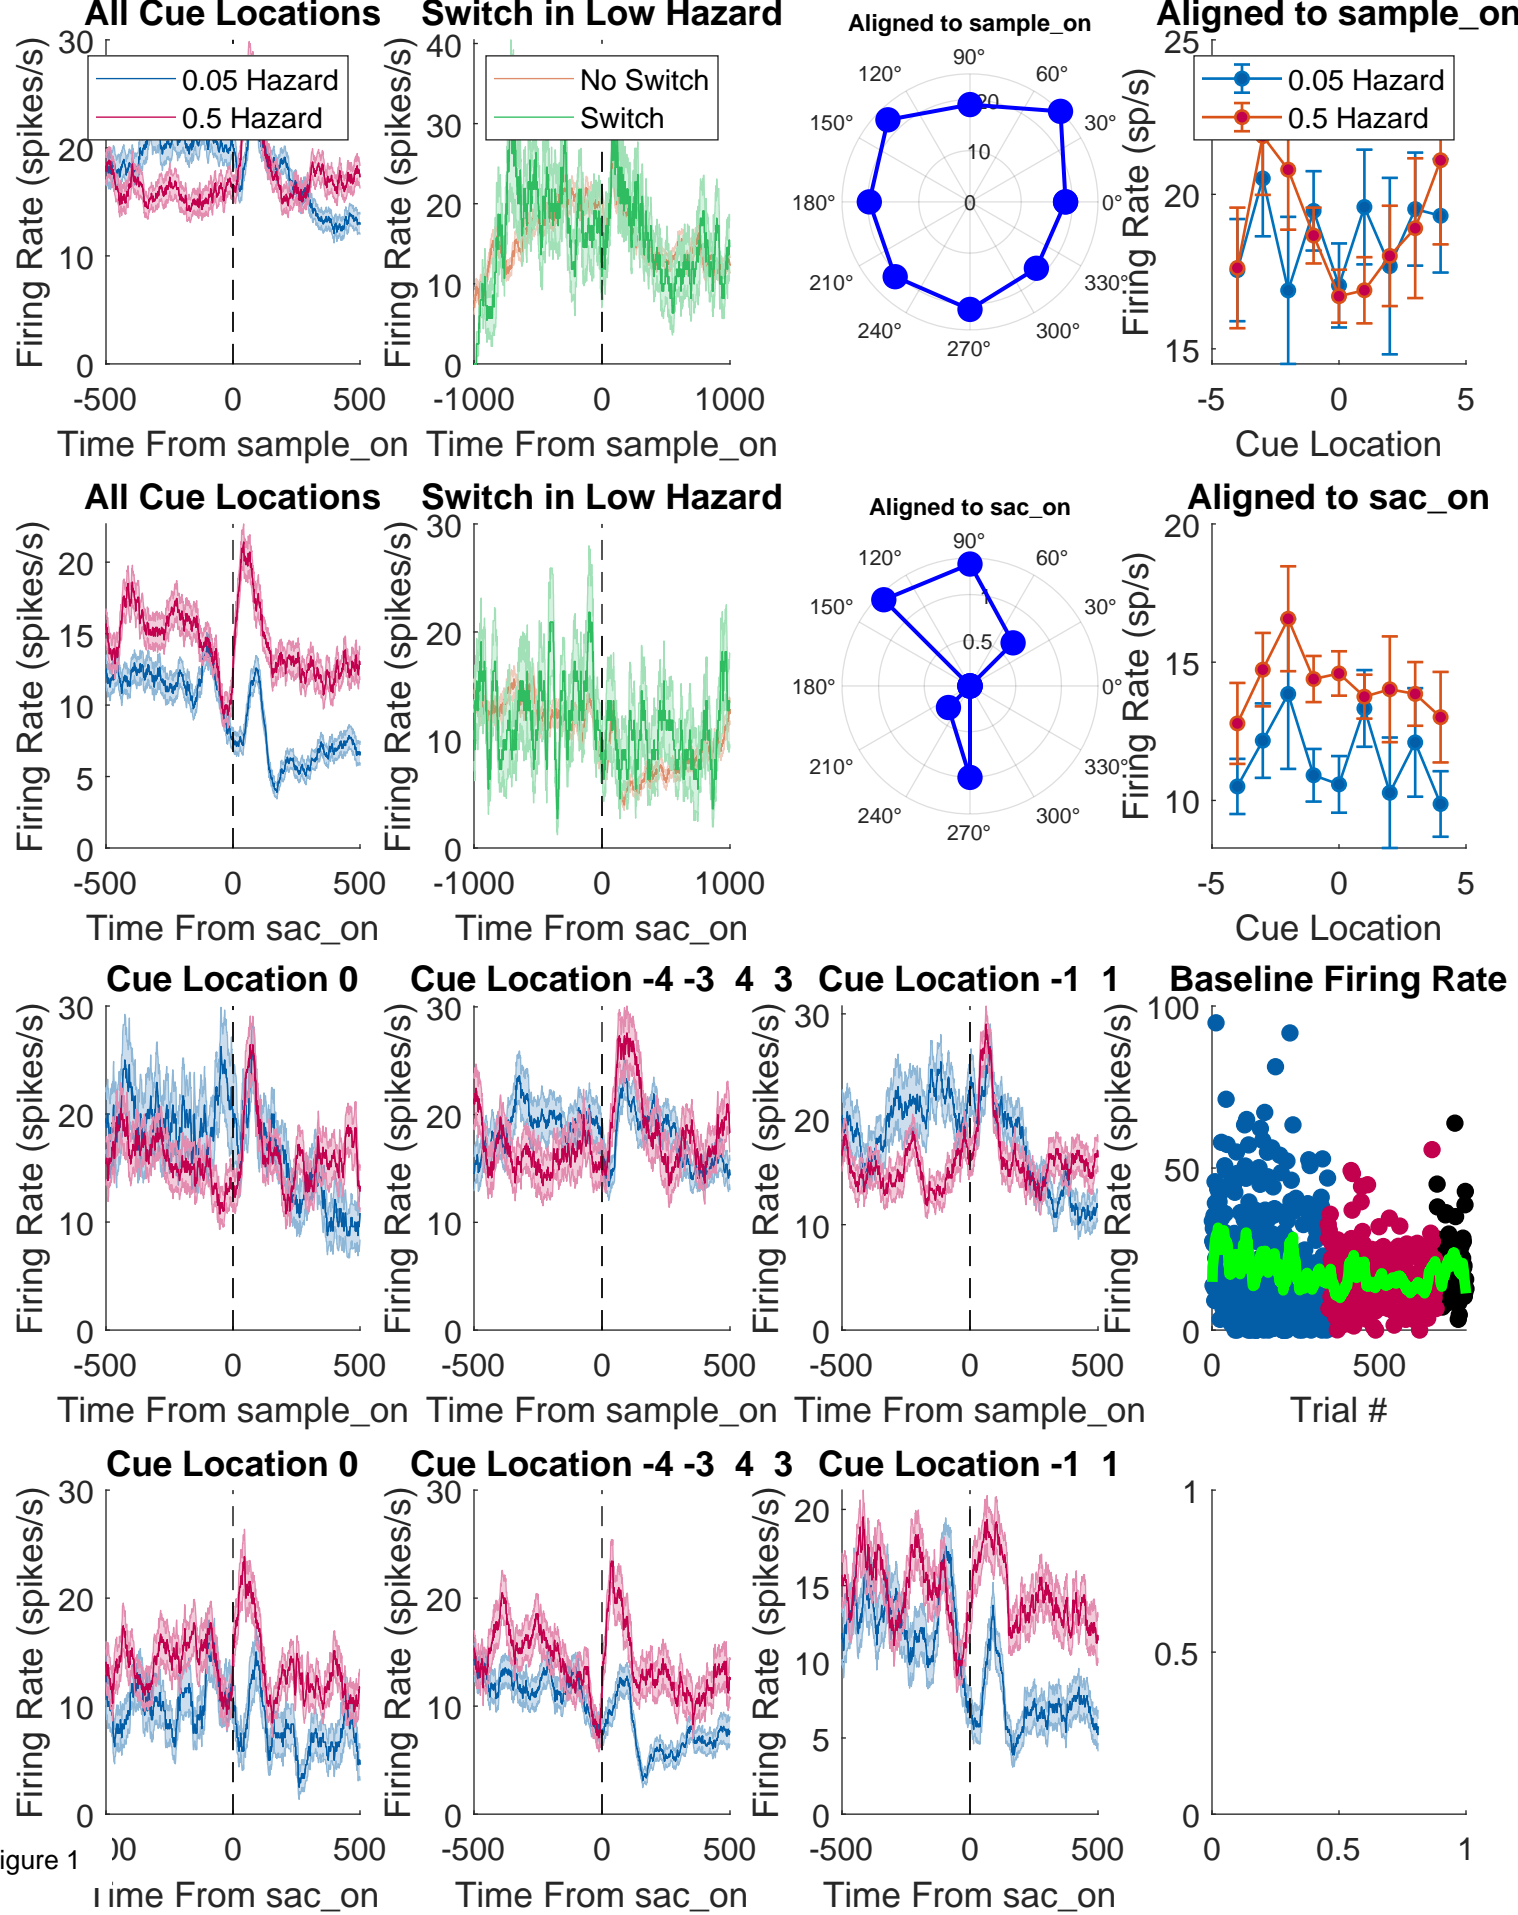 All Cue Locations
Firing Rate (spikes/s)
30
20
10
0
0.05 Hazard
0.5 Hazard
-500 0 500
Time From sample_on
Switch in Low Hazard
Firing Rate (spikes/s)
40
30
20
10
0
No Switch
Switch
-1000 0 1000
Time From sample_on
Aligned to sample_on
90°
120° 60°
150° 30°
180° 0°
210° 330°
240° 300°
270°
20
10
0
Aligned to sample_on
Firing Rate (sp/s)
25
20
15
0.05 Hazard
0.5 Hazard
-5 0 5
Cue Location
All Cue Locations
Firing Rate (spikes/s)
20
15
10
5
0
-500 0 500
Time From sac_on
Switch in Low Hazard
Firing Rate (spikes/s)
30
20
10
0
-1000 0 1000
Time From sac_on
Aligned to sac_on
90°
120° 60°
150° 30°
180° 0°
210° 330°
240° 300°
270°
1
0.5
Aligned to sac_on
Firing Rate (sp/s)
20
15
10
-5 0 5
Cue Location
Cue Location 0
Firing Rate (spikes/s)
30
20
10
0
-500 0 500
Time From sample_on
Cue Location -4 -3 4 3
Firing Rate (spikes/s)
30
20
10
0
-500 0 500
Time From sample_on
Cue Location -1 1
Firing Rate (spikes/s)
30
20
10
0
-500 0 500
Time From sample_on
Baseline Firing Rate
100
50
0
0 500
Trial #
Cue Location 0
Firing Rate (spikes/s)
30
20
10
0
00 0 500
Time From sac_on
Cue Location -4 -3 4 3
Firing Rate (spikes/s)
30
20
10
0
-500 0 500
Time From sac_on
Cue Location -1 1
Firing Rate (spikes/s)
20
15
10
5
0
-500 0 500
Time From sac_on
1
0.5
0
0 0.5 1
igure 1